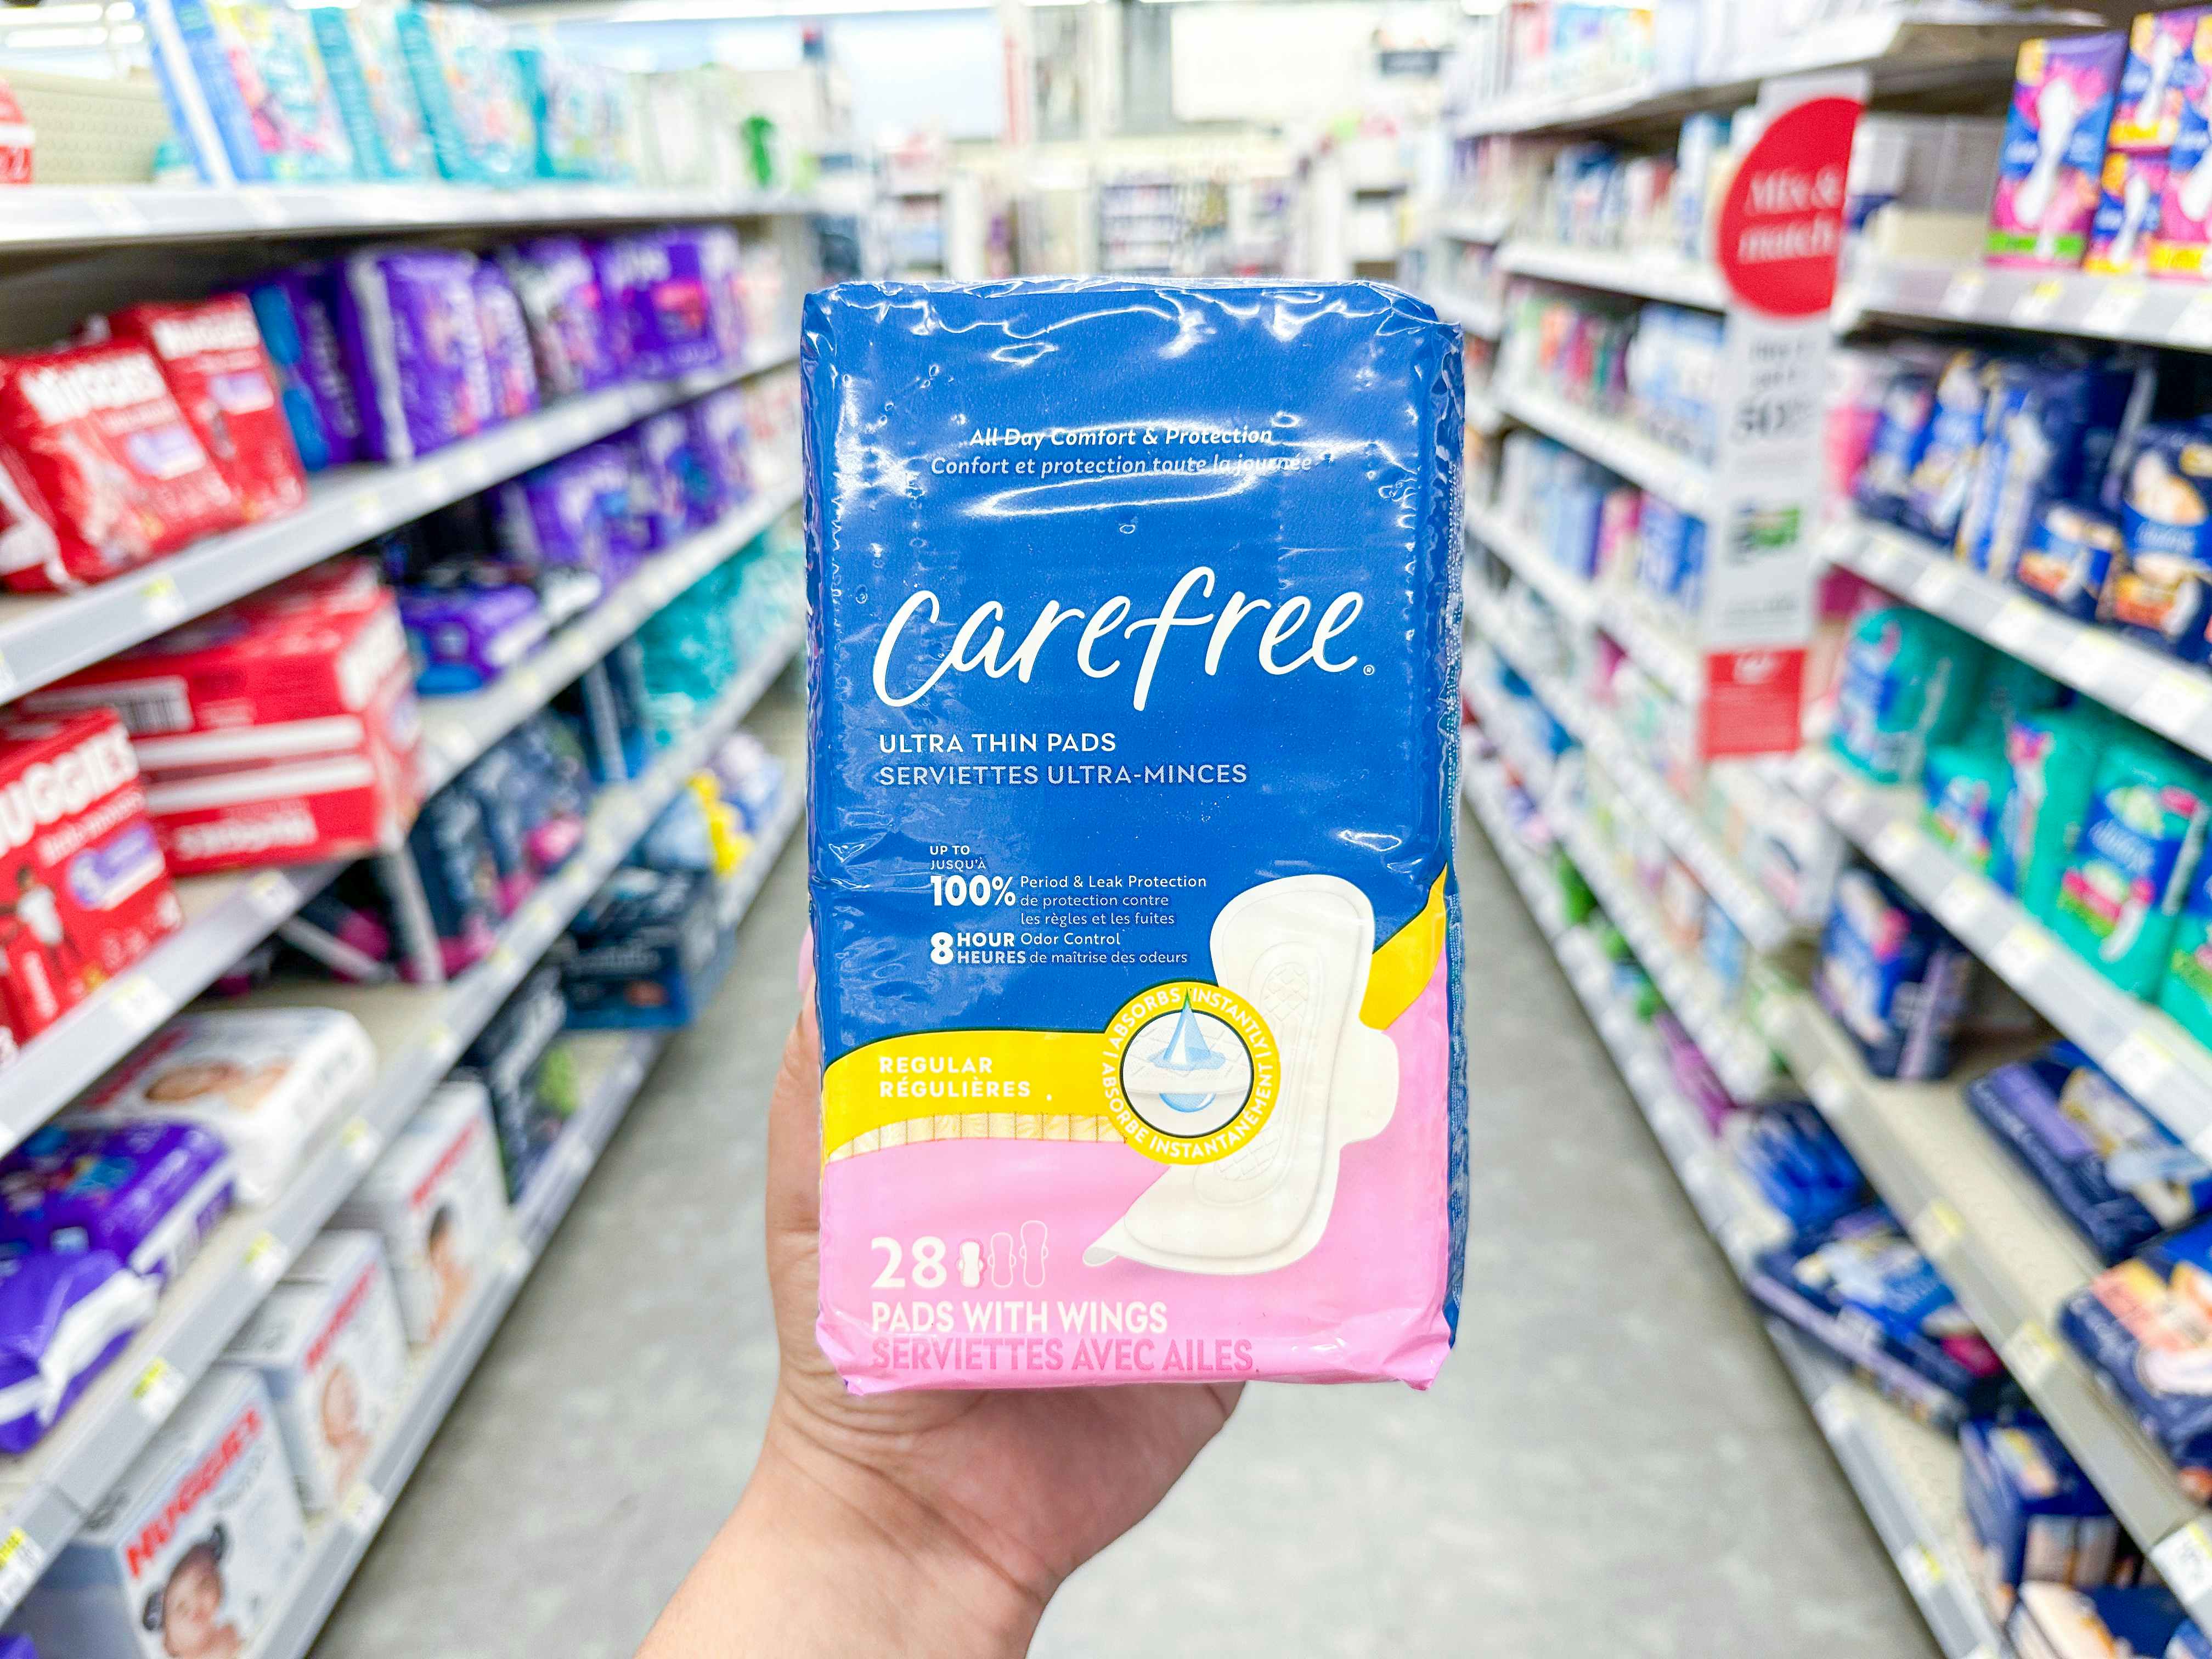 All Day Comfort & Protection
Confort et protection toute la journée
carefree®
ULTRA THIN PADS
SERVIETTES ULTRA-MINCES
UP TO
JUSQU'À
100% Period & Leak Protection
de protection contre
les règles et les fuites
8 HOUR Odor Control
HEURES de maîtrise des odeurs
ABSORBS INSTANTLY! | ABSORBE INSTANTANÉMENT! |
REGULAR
RÉGULIÈRES
28
PADS WITH WINGS
SERVIETTES AVEC AILES
Mix &
match
HUGGIES
HUGGIES
HUGGIES
HUGGIES